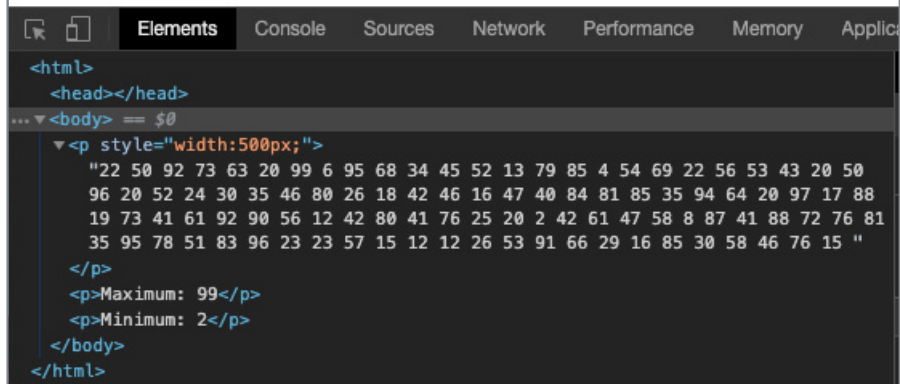 Elements Console Sources Network Performance Memory Applica
<html>
<head></head>
... ▼<body> == $0
▼<p style="width:500px;">
"22 50 92 73 63 20 99 6 95 68 34 45 52 13 79 85 4 54 69 22 56 53 43 20 50
96 20 52 24 30 35 46 80 26 18 42 46 16 47 40 84 81 85 35 94 64 20 97 17 88
19 73 41 61 92 90 56 12 42 80 41 76 25 20 2 42 61 47 58 8 87 41 88 72 76 81
35 95 78 51 83 96 23 23 57 15 12 12 26 53 91 66 29 16 85 30 58 46 76 15 "
</p>
<p>Maximum: 99</p>
<p>Minimum: 2</p>
</body>
</html>